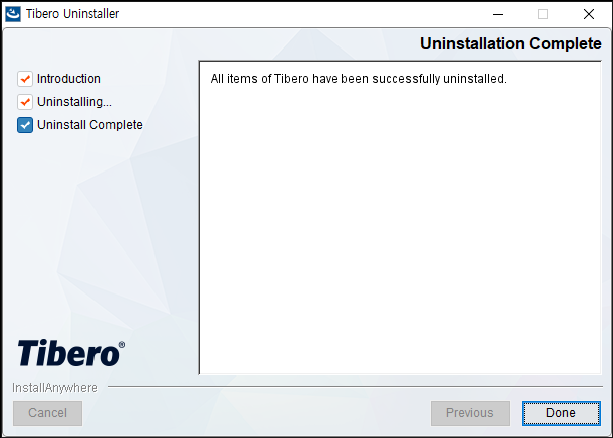 Tibero Uninstaller
Uninstallation Complete
Introduction
Uninstalling...
Uninstall Complete
All items of Tibero have been successfully uninstalled.
Tibero®
InstallAnywhere
Cancel
Previous
Done